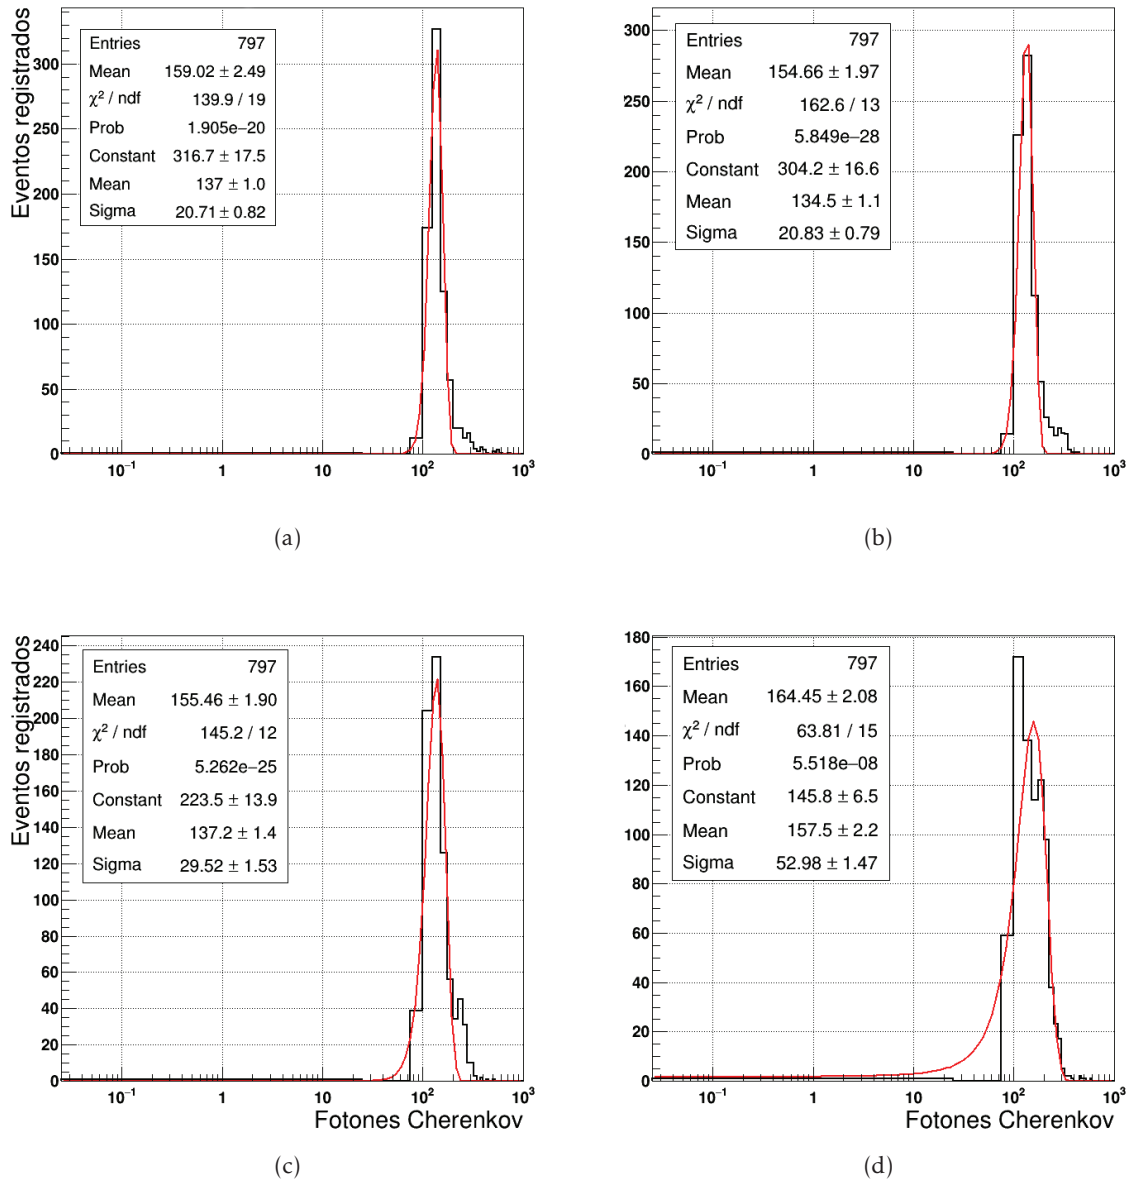 Eventos registrados
300
250
200
150
100
50
0
Entries 797
Mean 159.02 ± 2.49
χ² / ndf 139.9 / 19
Prob 1.905e−20
Constant 316.7 ± 17.5
Mean 137 ± 1.0
Sigma 20.71 ± 0.82
10⁻¹ 1 10 10² 10³
(a)
300
250
200
150
100
50
0
Entries 797
Mean 154.66 ± 1.97
χ² / ndf 162.6 / 13
Prob 5.849e−28
Constant 304.2 ± 16.6
Mean 134.5 ± 1.1
Sigma 20.83 ± 0.79
10⁻¹ 1 10 10² 10³
(b)
Eventos registrados
240
220
200
180
160
140
120
100
80
60
40
20
0
Entries 797
Mean 155.46 ± 1.90
χ² / ndf 145.2 / 12
Prob 5.262e−25
Constant 223.5 ± 13.9
Mean 137.2 ± 1.4
Sigma 29.52 ± 1.53
10⁻¹ 1 10 10² 10³
Fotones Cherenkov
(c)
180
160
140
120
100
80
60
40
20
0
Entries 797
Mean 164.45 ± 2.08
χ² / ndf 63.81 / 15
Prob 5.518e−08
Constant 145.8 ± 6.5
Mean 157.5 ± 2.2
Sigma 52.98 ± 1.47
10⁻¹ 1 10 10² 10³
Fotones Cherenkov
(d)